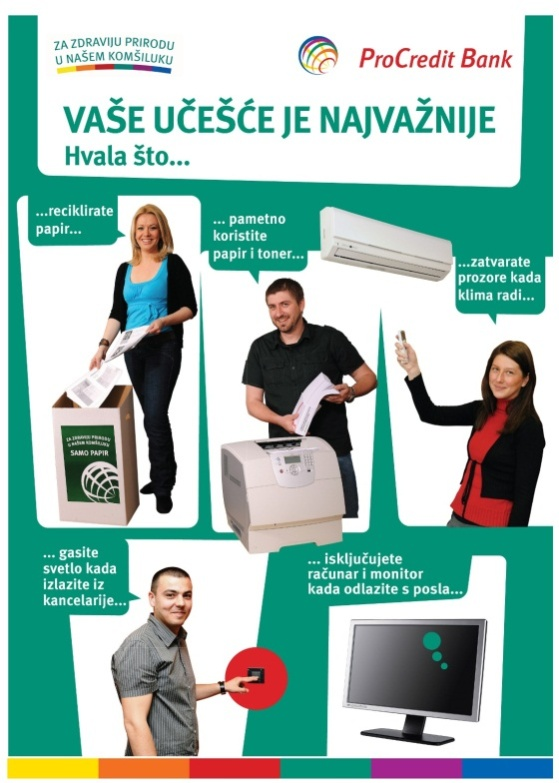 ZA ZDRAVIJU PRIRODU
U NAŠEM KOMŠILUKU
ProCredit Bank
VAŠE UČEŠĆE JE NAJVAŽNIJE
Hvala što...
...reciklirate
papir...
... pametno
koristite
papir i toner...
...zatvarate
prozore kada
klima radi...
ZA ZDRAVIJU PRIRODU
U NAŠEM KOMŠILUKU
SAMO PAPIR
... gasite
svetlo kada
izlazite iz
kancelarije...
... isključujete
računar i monitor
kada odlazite s posla...